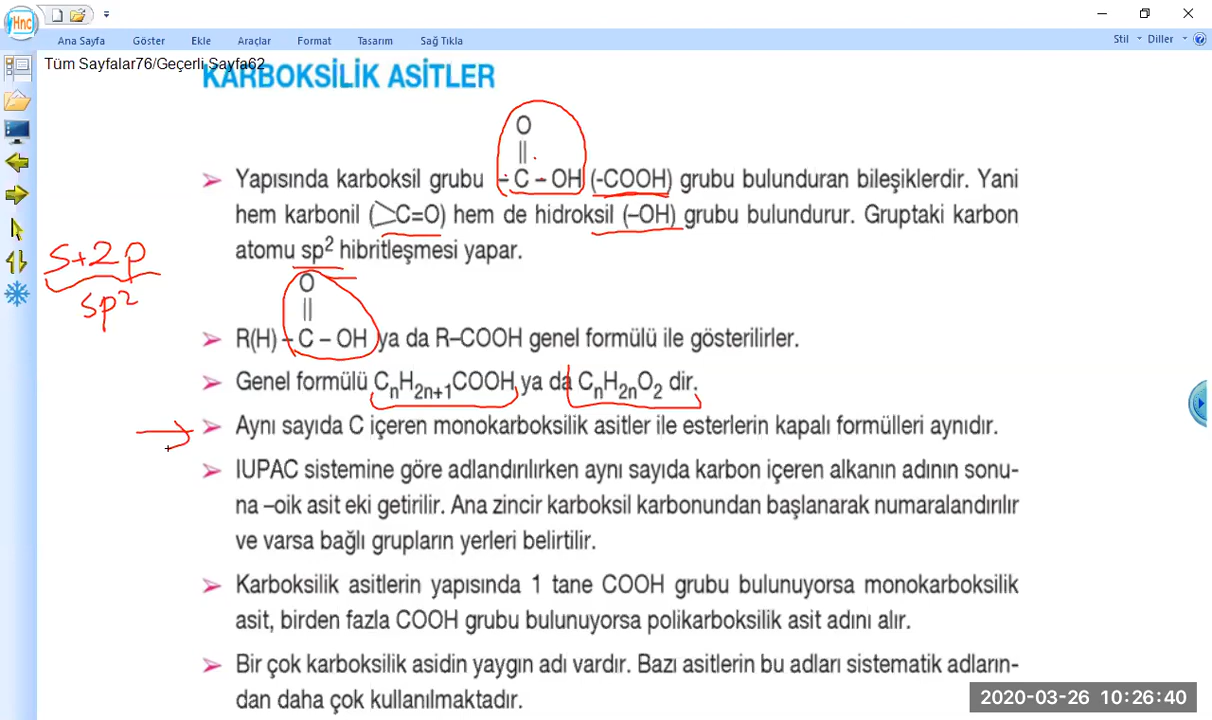 Hnc
Ana Sayfa Göster Ekle Araçlar Format Tasarım Sağ Tıkla Stil Diller
Tüm Sayfalar76/Geçerli Sayfa62
KARBOKSİLİK ASİTLER
O
||
➢ Yapısında karboksil grubu – C – OH (-COOH) grubu bulunduran bileşiklerdir. Yani
hem karbonil (>C=O) hem de hidroksil (–OH) grubu bulundurur. Gruptaki karbon
atomu sp² hibritleşmesi yapar.
s+2p
sp²
O
||
➢ R(H) – C – OH ya da R–COOH genel formülü ile gösterilirler.
➢ Genel formülü CₙH₂ₙ₊₁COOH ya da CₙH₂ₙO₂ dir.
➢ Aynı sayıda C içeren monokarboksilik asitler ile esterlerin kapalı formülleri aynıdır.
➢ IUPAC sistemine göre adlandırılırken aynı sayıda karbon içeren alkanın adının sonu-
na –oik asit eki getirilir. Ana zincir karboksil karbonundan başlanarak numaralandırılır
ve varsa bağlı grupların yerleri belirtilir.
➢ Karboksilik asitlerin yapısında 1 tane COOH grubu bulunuyorsa monokarboksilik
asit, birden fazla COOH grubu bulunuyorsa polikarboksilik asit adını alır.
➢ Bir çok karboksilik asidin yaygın adı vardır. Bazı asitlerin bu adları sistematik adların-
dan daha çok kullanılmaktadır.
2020-03-26 10:26:40